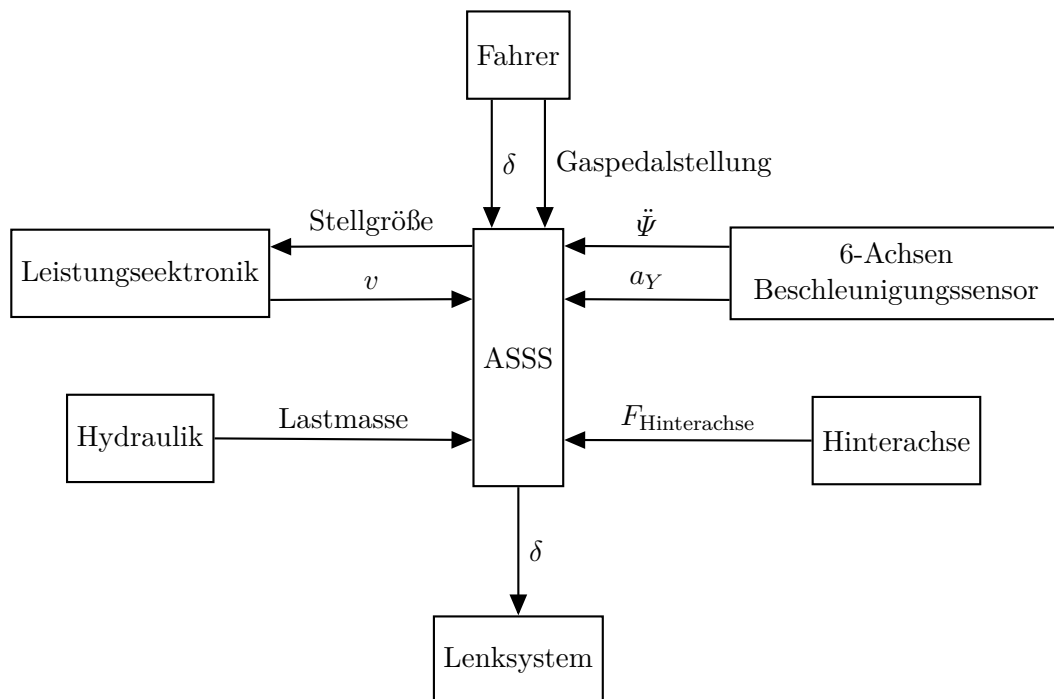 Fahrer
δ
Gaspedalstellung
Stellgröße
Ψ̈
Leistungseektronik
v
a_Y
6-Achsen
Beschleunigungssensor
ASSS
Hydraulik
Lastmasse
F_Hinterachse
Hinterachse
δ
Lenksystem